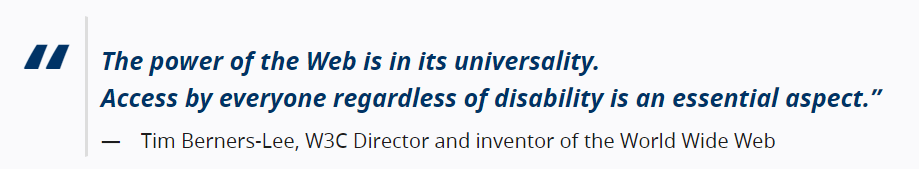 “The power of the Web is in its universality.
Access by everyone regardless of disability is an essential aspect.”
— Tim Berners-Lee, W3C Director and inventor of the World Wide Web